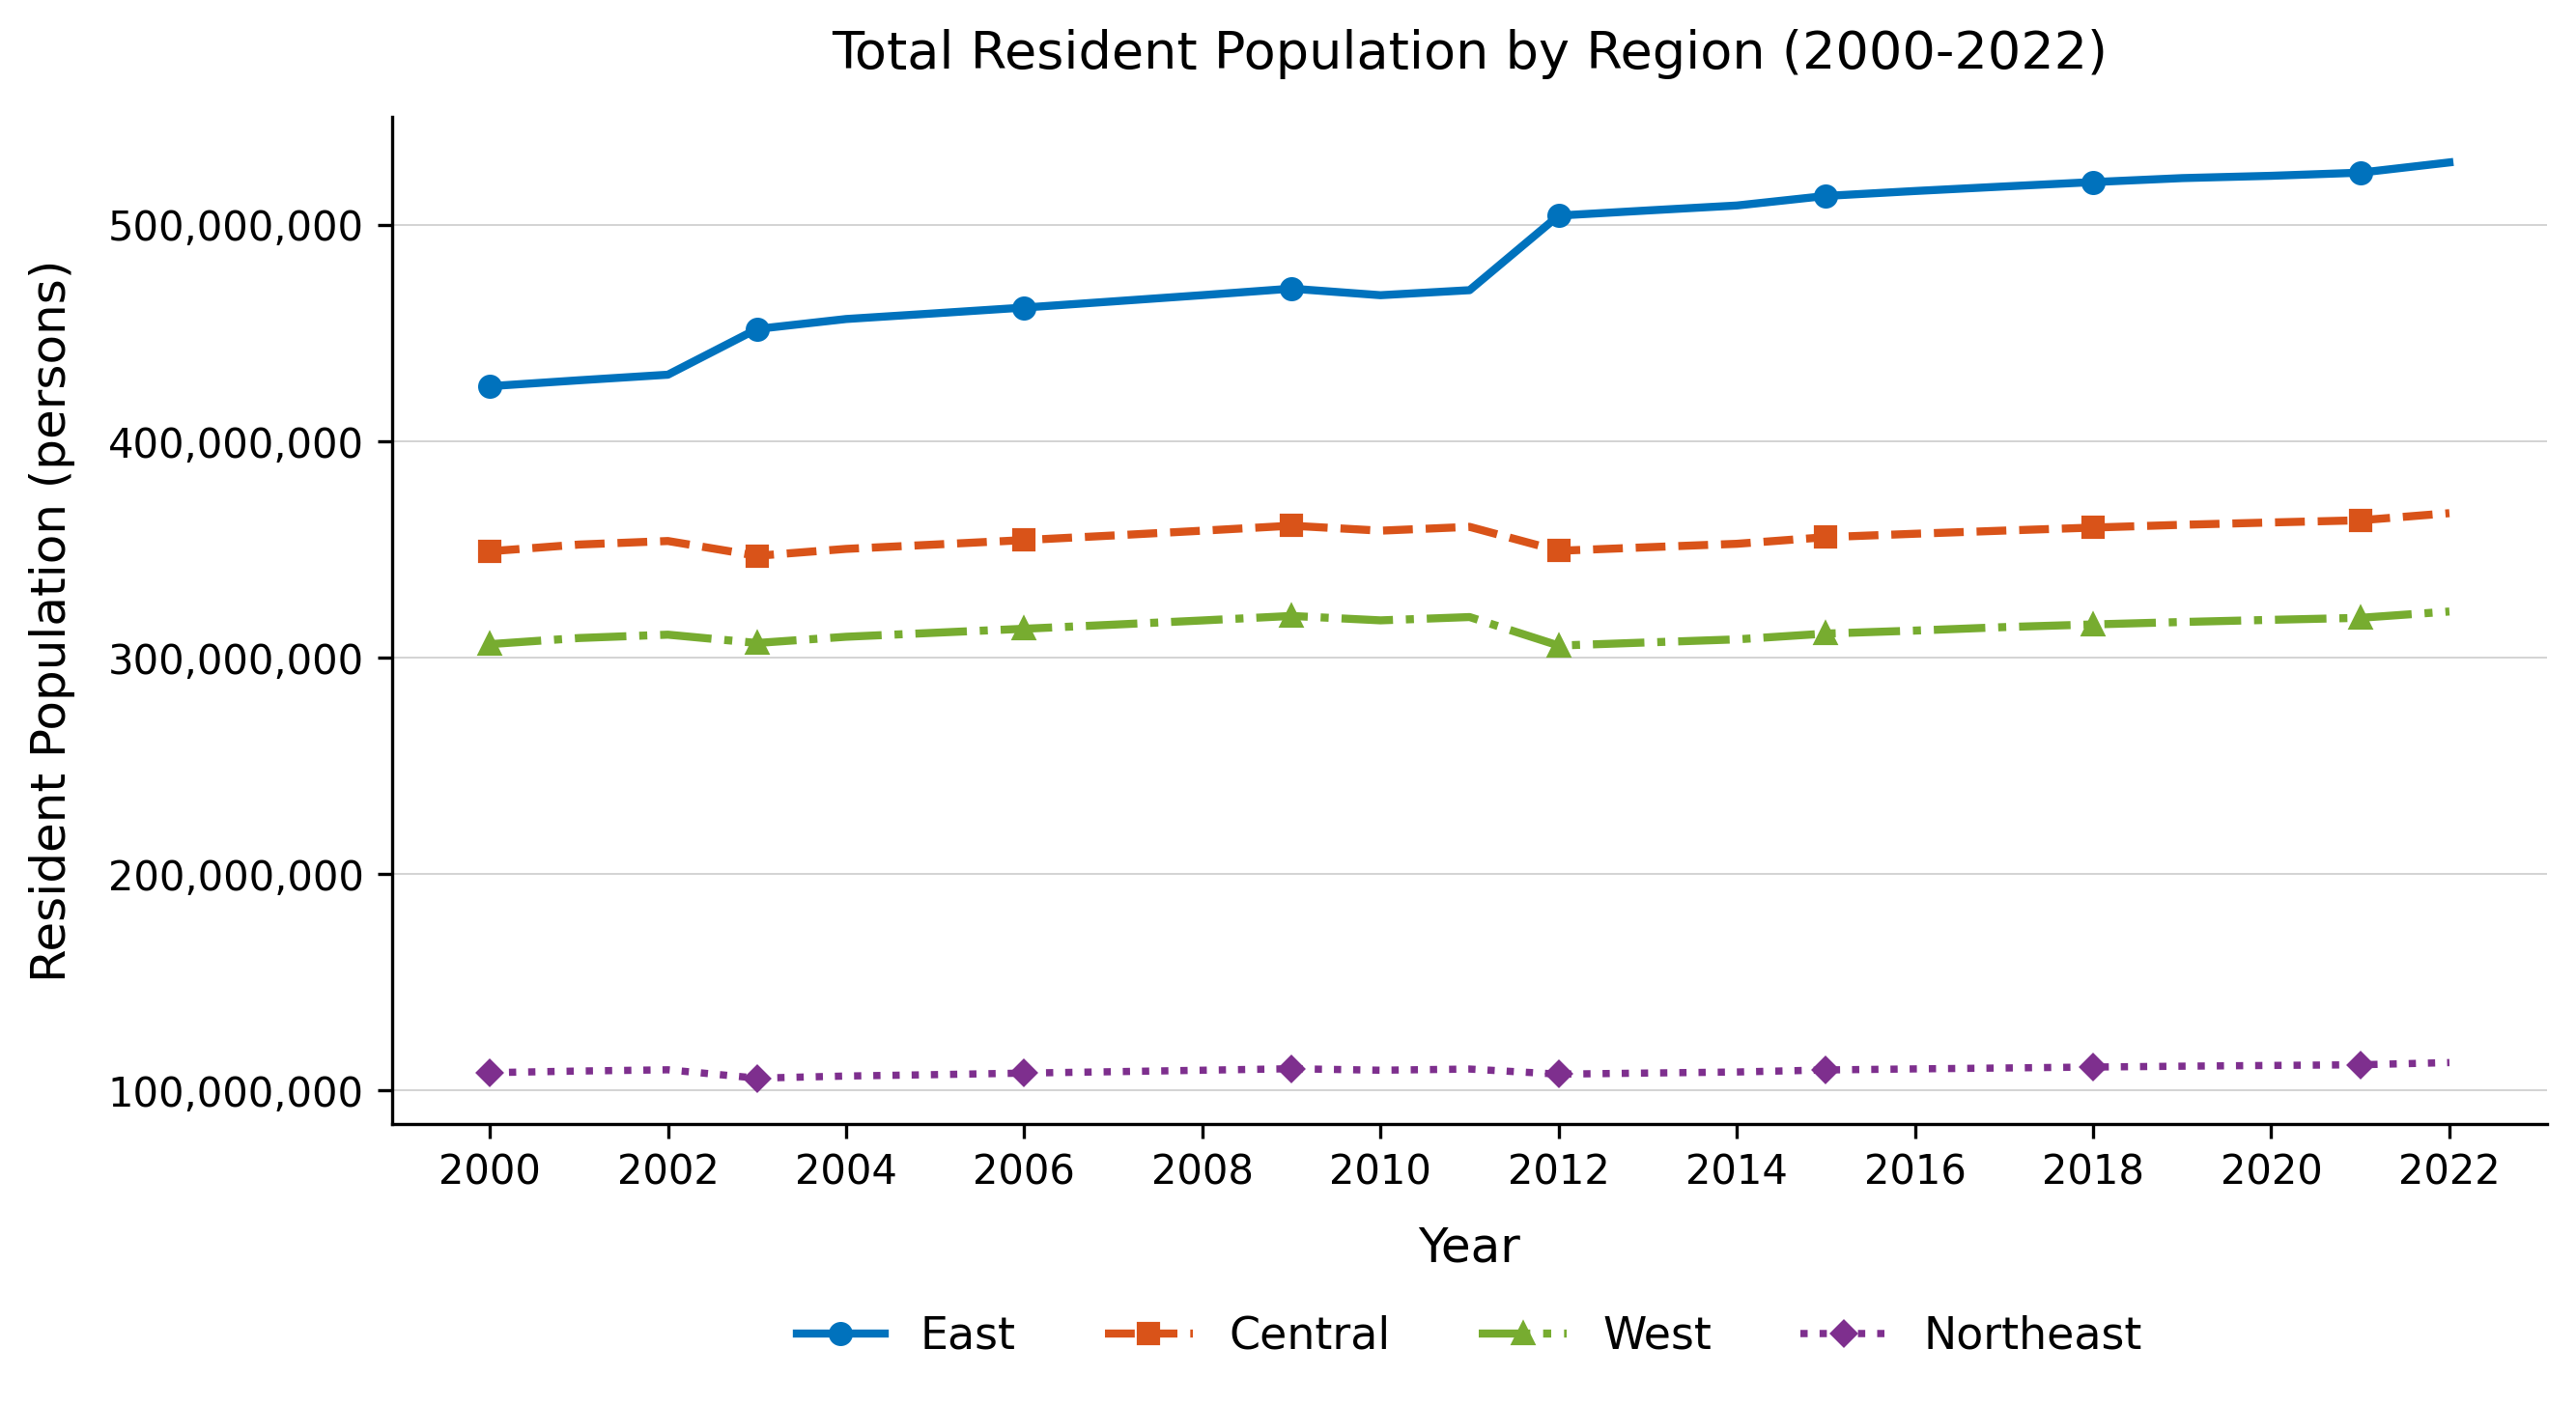 Total Resident Population by Region (2000-2022)
Resident Population (persons)
500,000,000
400,000,000
300,000,000
200,000,000
100,000,000
2000 2002 2004 2006 2008 2010 2012 2014 2016 2018 2020 2022
Year
East Central West Northeast